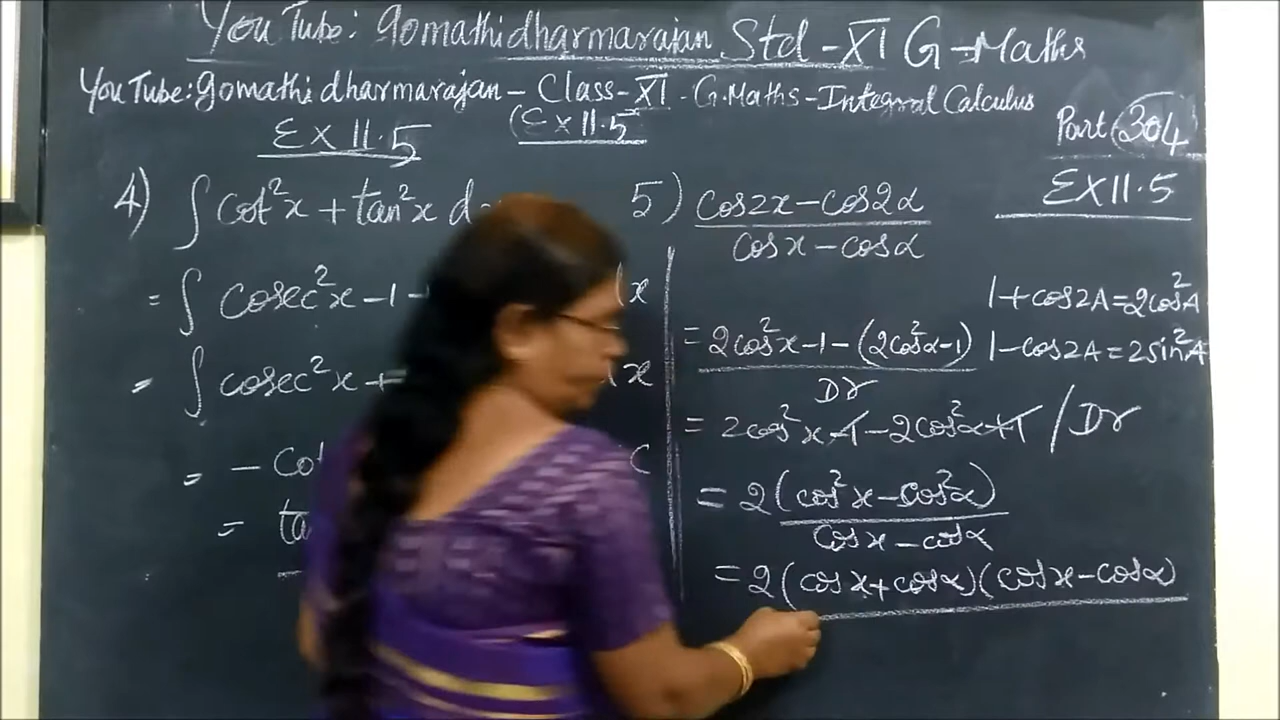 YouTube: gomathidharmarajan Std-XI G-Maths
YouTube: gomathi dharmarajan - Class-XI - G.Maths-Integral Calculus
Part 304
Ex 11.5
(Ex 11.5
EX 11.5
4) ∫ cot²x + tan²x d
= ∫ cosec²x - 1 - x
= ∫ cosec²x + x
= - cot c
= ta
5) cos2x - cos2α
cosx - cosα
= 2cos²x - 1 - (2cos²α - 1)
Dr
= 2cos²x - 1 - 2cos²α + 1 / Dr
= 2 (cos²x - cos²α)
cosx - cosα
= 2 (cosx + cosα)(cosx - cosα)
1 + cos2A = 2cos²A
1 - cos2A = 2sin²A